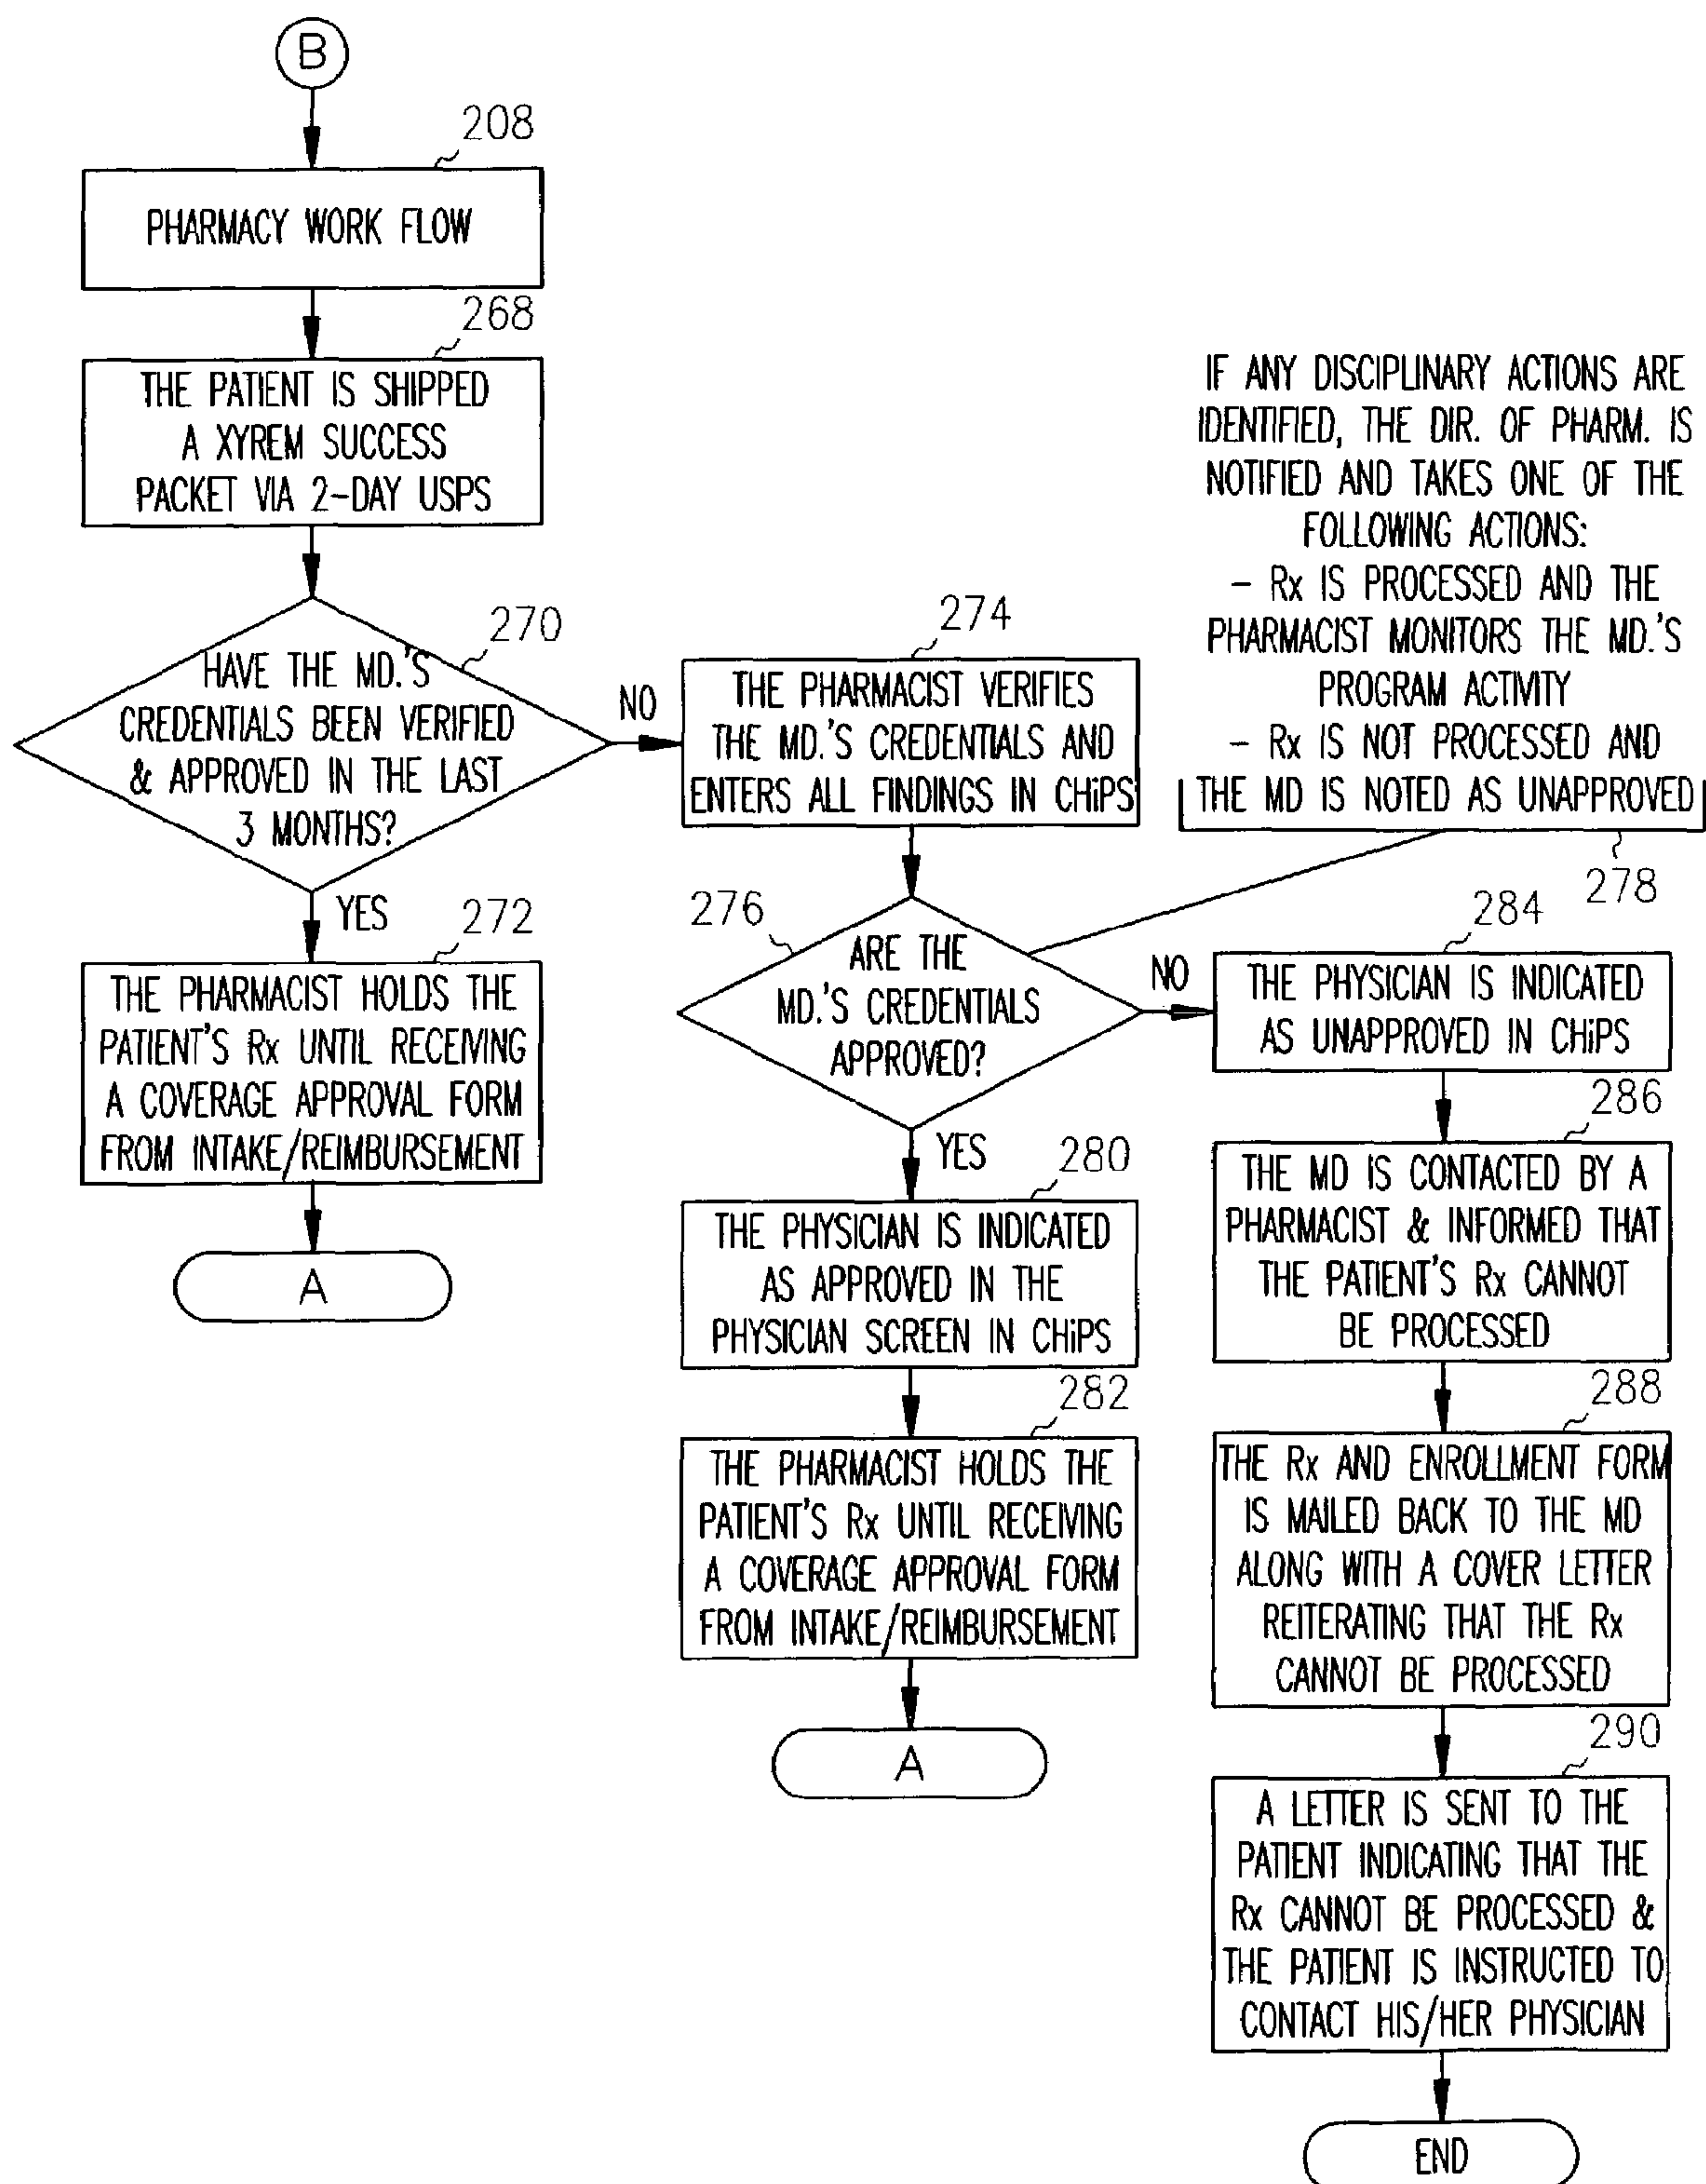 B
208
PHARMACY WORK FLOW
268
THE PATIENT IS SHIPPED
A XYREM SUCCESS
PACKET VIA 2-DAY USPS
270
HAVE THE MD.'S
CREDENTIALS BEEN VERIFIED
& APPROVED IN THE LAST
3 MONTHS?
NO
YES
272
THE PHARMACIST HOLDS THE
PATIENT'S Rx UNTIL RECEIVING
A COVERAGE APPROVAL FORM
FROM INTAKE/REIMBURSEMENT
A
274
THE PHARMACIST VERIFIES
THE MD.'S CREDENTIALS AND
ENTERS ALL FINDINGS IN CHiPS
IF ANY DISCIPLINARY ACTIONS ARE
IDENTIFIED, THE DIR. OF PHARM. IS
NOTIFIED AND TAKES ONE OF THE
FOLLOWING ACTIONS:
- Rx IS PROCESSED AND THE
PHARMACIST MONITORS THE MD.'S
PROGRAM ACTIVITY
- Rx IS NOT PROCESSED AND
THE MD IS NOTED AS UNAPPROVED
278
276
ARE THE
MD.'S CREDENTIALS
APPROVED?
NO
YES
280
THE PHYSICIAN IS INDICATED
AS APPROVED IN THE
PHYSICIAN SCREEN IN CHiPS
282
THE PHARMACIST HOLDS THE
PATIENT'S Rx UNTIL RECEIVING
A COVERAGE APPROVAL FORM
FROM INTAKE/REIMBURSEMENT
A
284
THE PHYSICIAN IS INDICATED
AS UNAPPROVED IN CHiPS
286
THE MD IS CONTACTED BY A
PHARMACIST & INFORMED THAT
THE PATIENT'S Rx CANNOT
BE PROCESSED
288
THE Rx AND ENROLLMENT FORM
IS MAILED BACK TO THE MD
ALONG WITH A COVER LETTER
REITERATING THAT THE Rx
CANNOT BE PROCESSED
290
A LETTER IS SENT TO THE
PATIENT INDICATING THAT THE
Rx CANNOT BE PROCESSED &
THE PATIENT IS INSTRUCTED TO
CONTACT HIS/HER PHYSICIAN
END